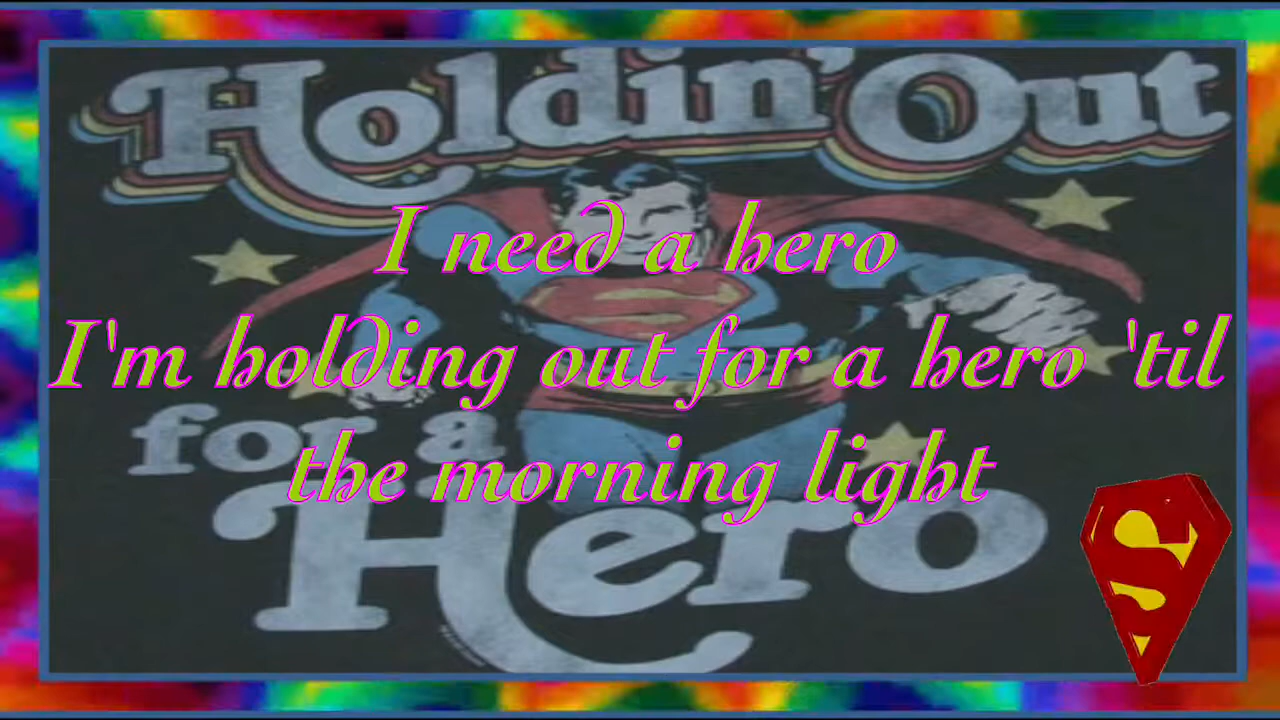 Holdin' Out
I need a hero
I'm holding out for a hero 'til
for a
the morning light
Hero
S